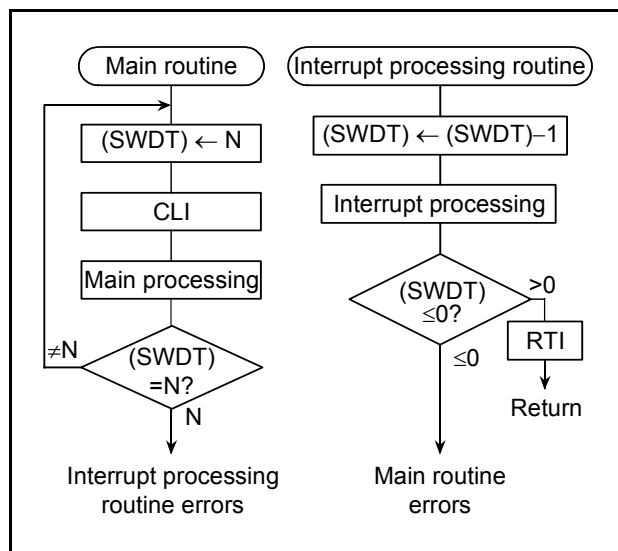 Main routine
(SWDT) ← N
CLI
Main processing
(SWDT)
=N?
≠N
N
Interrupt processing
routine errors
Interrupt processing routine
(SWDT) ← (SWDT)–1
Interrupt processing
(SWDT)
≤0?
>0
≤0
RTI
Return
Main routine
errors